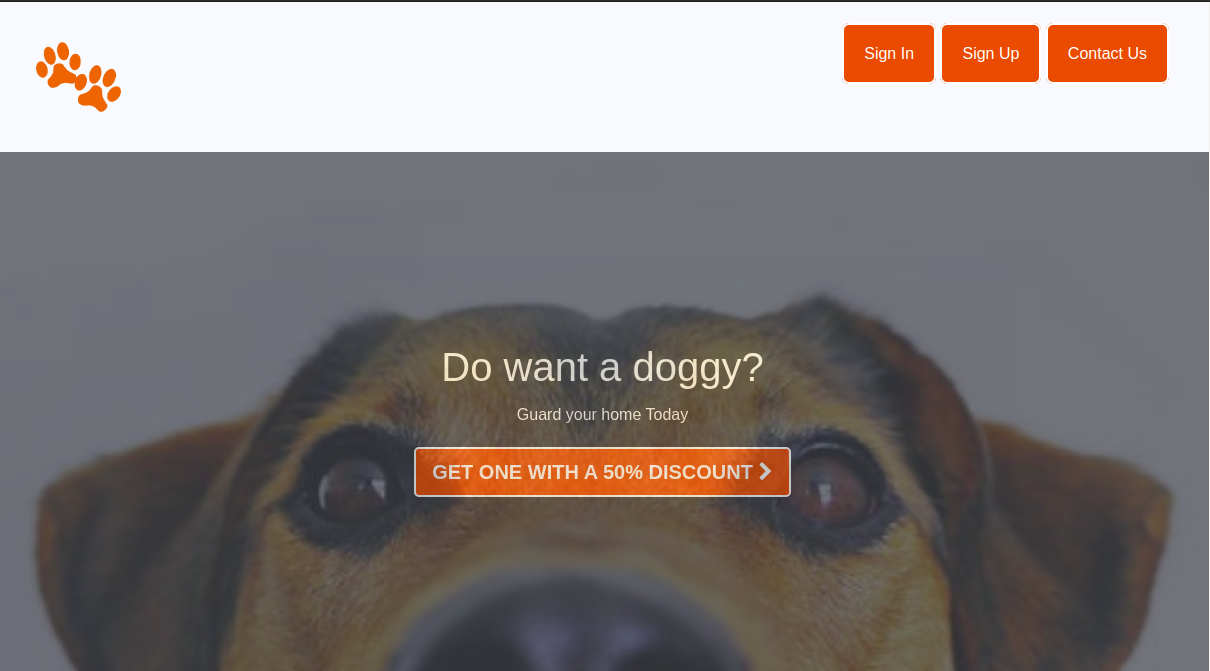 Sign In
Sign Up
Contact Us
Do want a doggy?
Guard your home Today
GET ONE WITH A 50% DISCOUNT